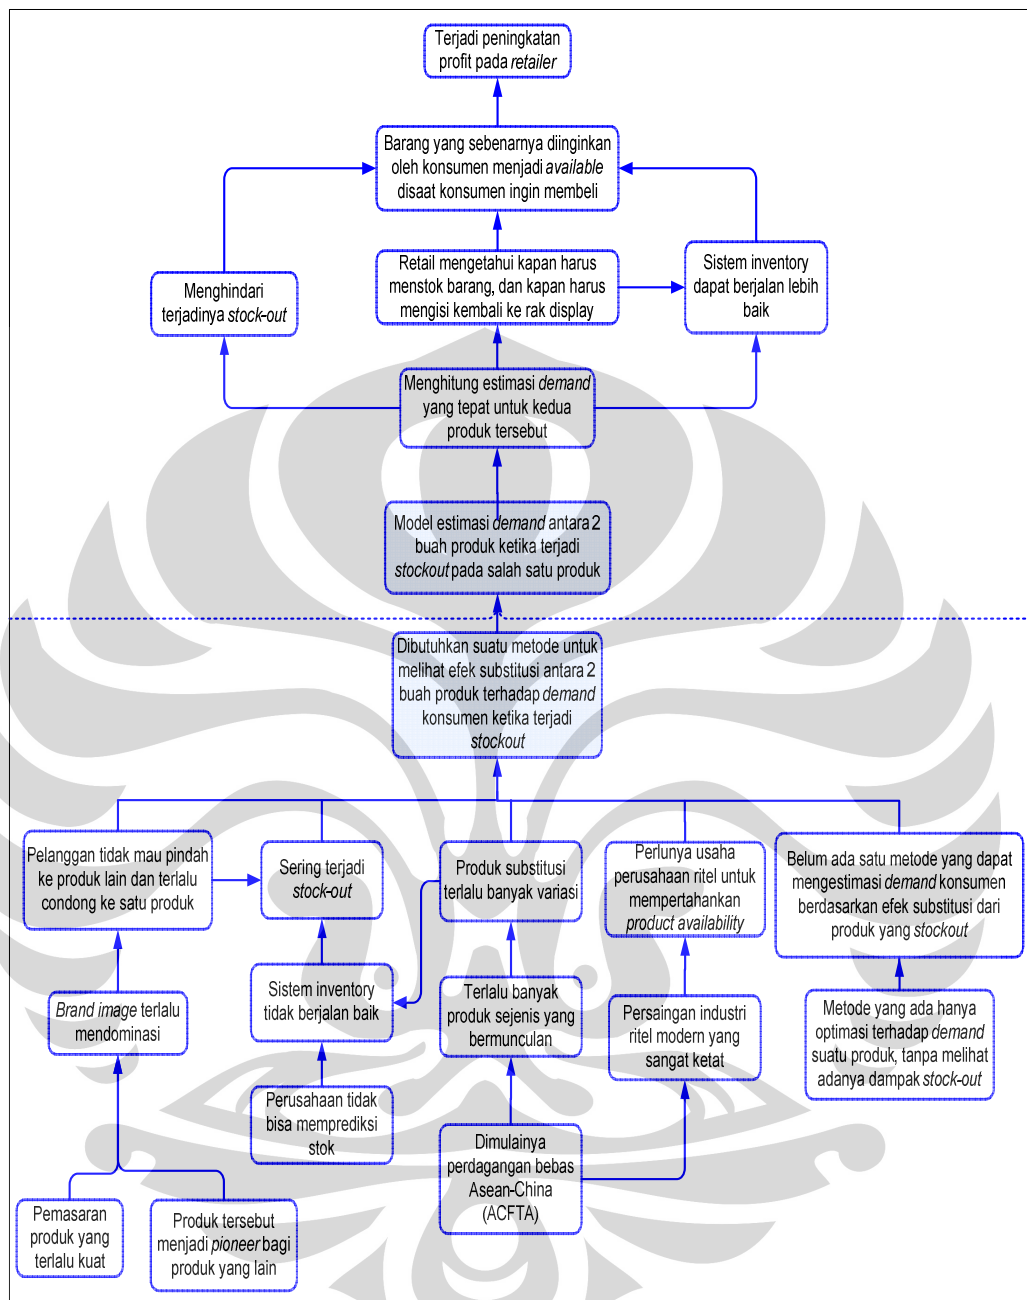 Terjadi peningkatan
profit pada retailer
Barang yang sebenarnya diinginkan
oleh konsumen menjadi available
disaat konsumen ingin membeli
Menghindari
terjadinya stock-out
Retail mengetahui kapan harus
menstok barang, dan kapan harus
mengisi kembali ke rak display
Sistem inventory
dapat berjalan lebih
baik
Menghitung estimasi demand
yang tepat untuk kedua
produk tersebut
Model estimasi demand antara 2
buah produk ketika terjadi
stockout pada salah satu produk
Dibutuhkan suatu metode untuk
melihat efek substitusi antara 2
buah produk terhadap demand
konsumen ketika terjadi
stockout
Pelanggan tidak mau pindah
ke produk lain dan terlalu
condong ke satu produk
Sering terjadi
stock-out
Produk substitusi
terlalu banyak variasi
Perlunya usaha
perusahaan ritel untuk
mempertahankan
product availability
Belum ada satu metode yang dapat
mengestimasi demand konsumen
berdasarkan efek substitusi dari
produk yang stockout
Brand image terlalu
mendominasi
Sistem inventory
tidak berjalan baik
Terlalu banyak
produk sejenis yang
bermunculan
Persaingan industri
ritel modern yang
sangat ketat
Metode yang ada hanya
optimasi terhadap demand
suatu produk, tanpa melihat
adanya dampak stock-out
Perusahaan tidak
bisa memprediksi
stok
Dimulainya
perdagangan bebas
Asean-China
(ACFTA)
Pemasaran
produk yang
terlalu kuat
Produk tersebut
menjadi pioneer bagi
produk yang lain